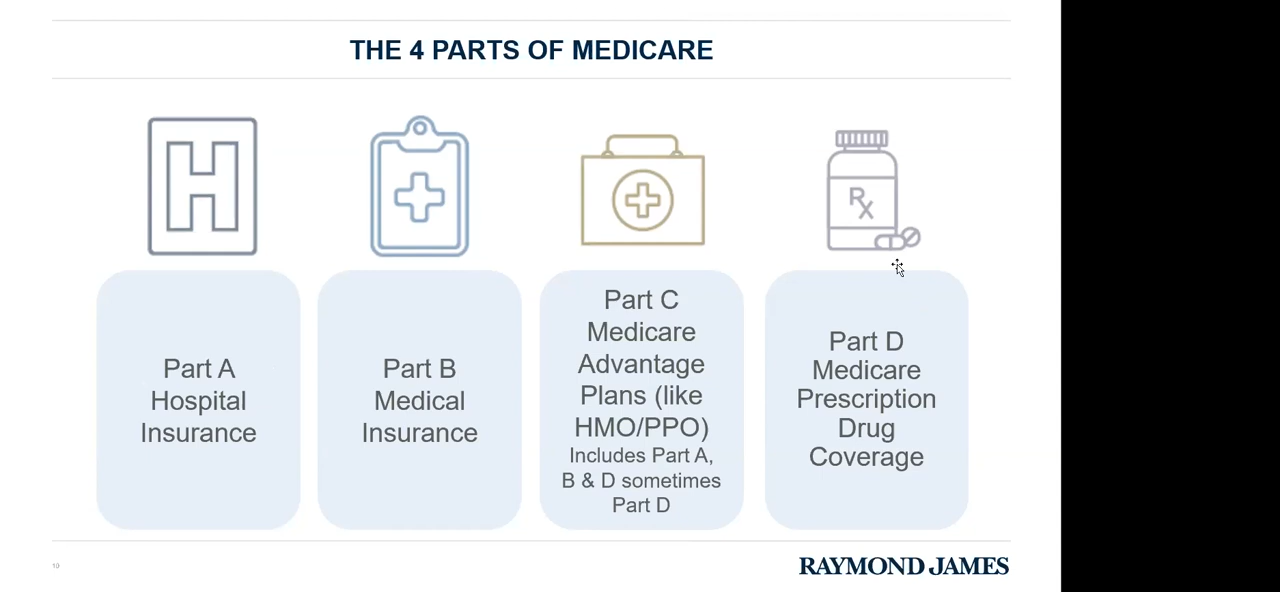 THE 4 PARTS OF MEDICARE
H
Rx
Part A
Hospital
Insurance
Part B
Medical
Insurance
Part C
Medicare
Advantage
Plans (like
HMO/PPO)
Includes Part A,
B & D sometimes
Part D
Part D
Medicare
Prescription
Drug
Coverage
10
RAYMOND JAMES